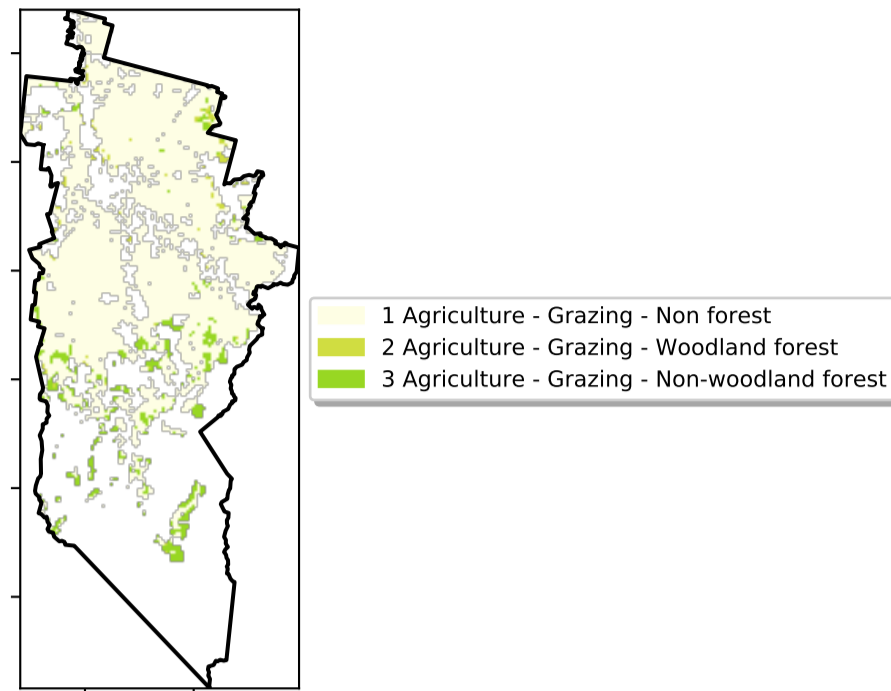 1 Agriculture - Grazing - Non forest
2 Agriculture - Grazing - Woodland forest
3 Agriculture - Grazing - Non-woodland forest